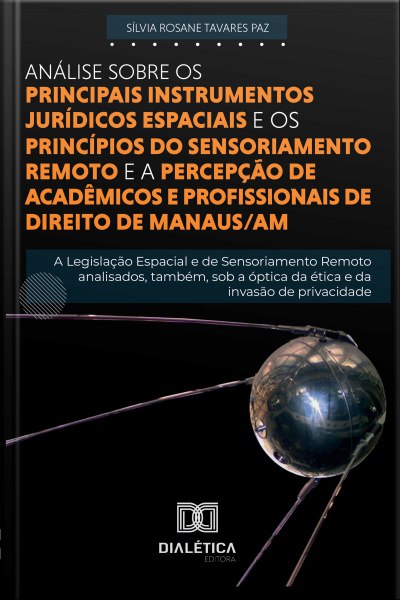 SÍLVIA ROSANE TAVARES PAZ
ANÁLISE SOBRE OS
PRINCIPAIS INSTRUMENTOS
JURÍDICOS ESPACIAIS E OS
PRINCÍPIOS DO SENSORIAMENTO
REMOTO E A PERCEPÇÃO DE
ACADÊMICOS E PROFISSIONAIS DE
DIREITO DE MANAUS/AM
A Legislação Espacial e de Sensoriamento Remoto
analisados, também, sob a óptica da ética e da
invasão de privacidade
DIALÉTICA
EDITORA